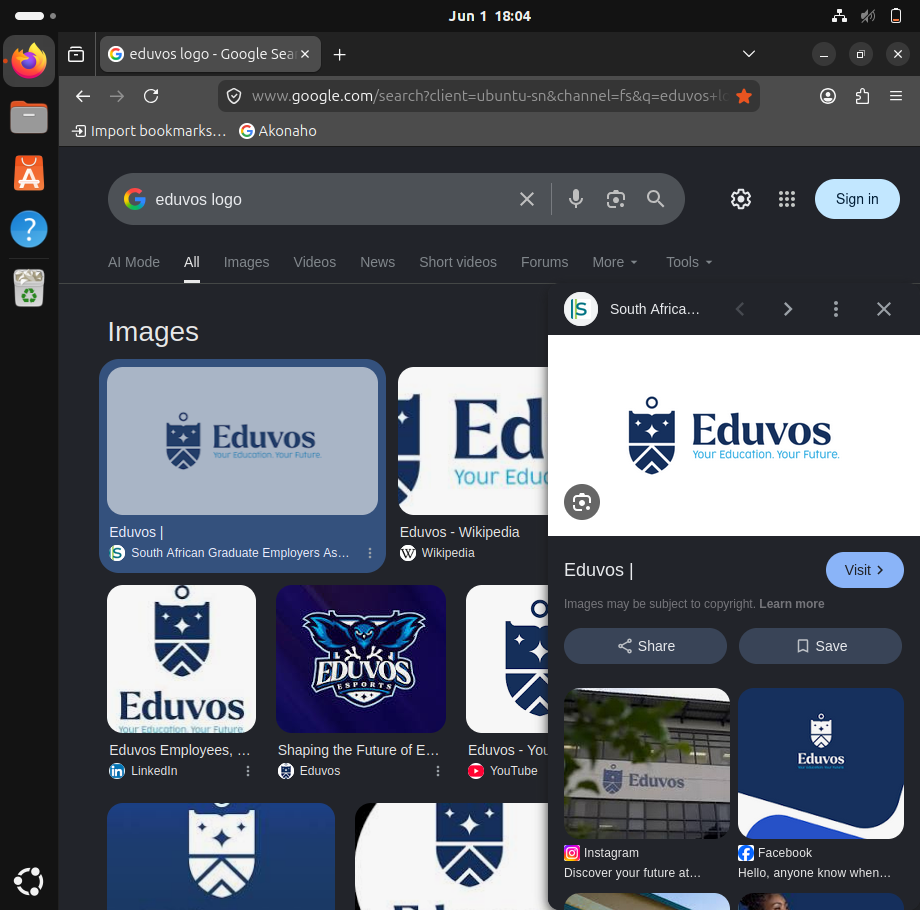 Jun 1 18:04
eduvos logo - Google Sea
www.google.com/search?client=ubuntu-sn&channel=fs&q=eduvos+lo
Import bookmarks...
Akonaho
eduvos logo
Sign in
AI Mode
All
Images
Videos
News
Short videos
Forums
More
Tools
Images
Eduvos
Your Education. Your Future.
Eduvos |
South African Graduate Employers As...
Edu
Your Educ
Eduvos - Wikipedia
Wikipedia
Eduvos
Your Education. Your Future.
Eduvos Employees, ...
LinkedIn
EDUVOS
ESPORTS
Shaping the Future of E...
Eduvos
Eduvos - You
YouTube
South Africa...
Eduvos
Your Education. Your Future.
Eduvos |
Visit
Images may be subject to copyright. Learn more
Share
Save
Eduvos
Instagram
Discover your future at...
Eduvos
Facebook
Hello, anyone know when...